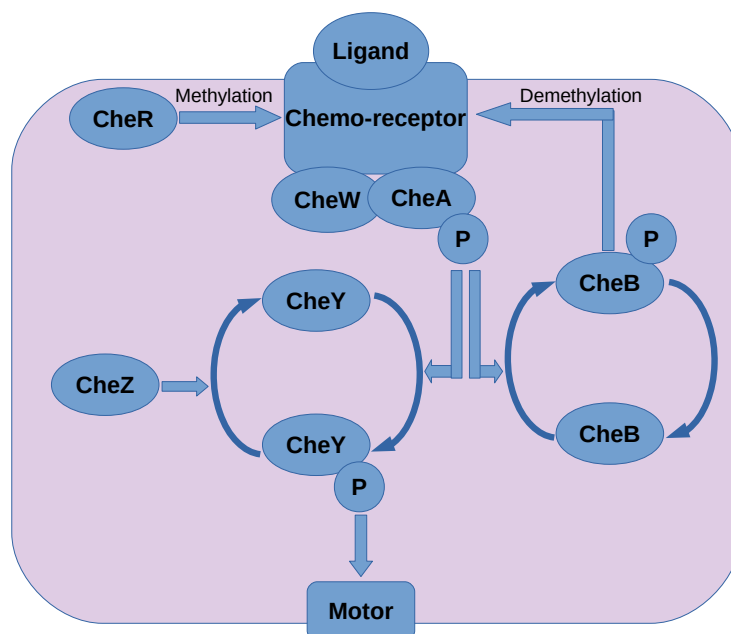 Ligand
Methylation
Demethylation
CheR
Chemo-receptor
CheW
CheA
P
P
CheB
CheY
CheZ
CheY
CheB
P
Motor